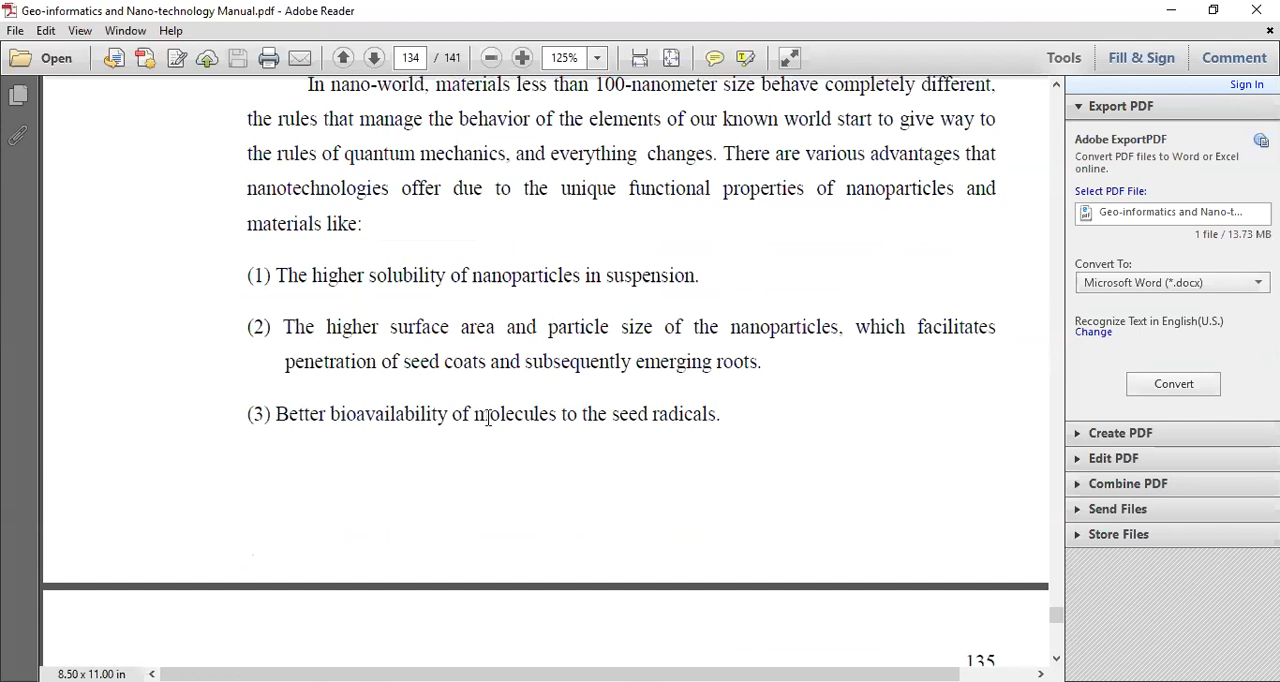 Geo-informatics and Nano-technology Manual.pdf - Adobe Reader
File Edit View Window Help
Open 134 / 141 125% Tools Fill & Sign Comment
Sign In
In nano-world, materials less than 100-nanometer size behave completely different,
the rules that manage the behavior of the elements of our known world start to give way to
the rules of quantum mechanics, and everything changes. There are various advantages that
nanotechnologies offer due to the unique functional properties of nanoparticles and
materials like:
(1) The higher solubility of nanoparticles in suspension.
(2) The higher surface area and particle size of the nanoparticles, which facilitates
penetration of seed coats and subsequently emerging roots.
(3) Better bioavailability of molecules to the seed radicals.
135
8.50 x 11.00 in
Export PDF
Adobe ExportPDF
Convert PDF files to Word or Excel
online.
Select PDF File:
Geo-informatics and Nano-t...
1 file / 13.73 MB
Convert To:
Microsoft Word (*.docx)
Recognize Text in English(U.S.)
Change
Convert
Create PDF
Edit PDF
Combine PDF
Send Files
Store Files